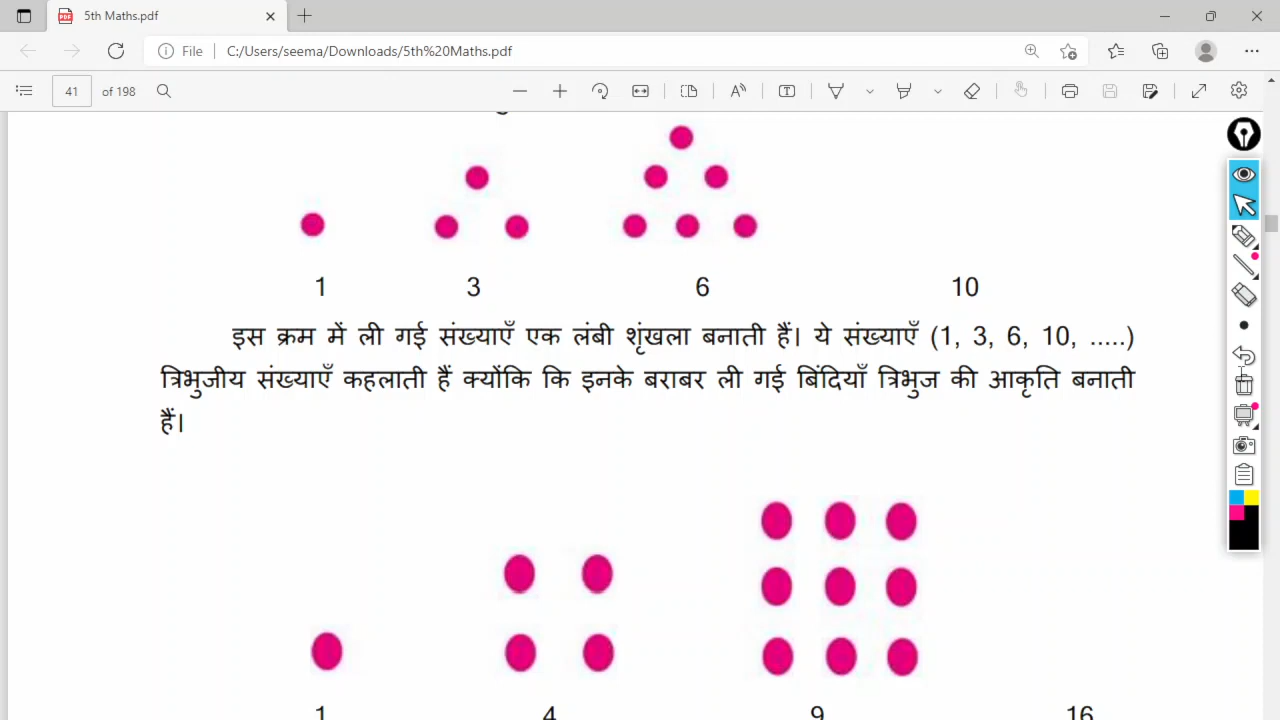 5th Maths.pdf
File C:/Users/seema/Downloads/5th%20Maths.pdf
41 of 198
1 3 6 10
इस क्रम में ली गई संख्याएँ एक लंबी शृंखला बनाती हैं। ये संख्याएँ (1, 3, 6, 10, .....)
त्रिभुजीय संख्याएँ कहलाती हैं क्योंकि कि इनके बराबर ली गई बिंदियाँ त्रिभुज की आकृति बनाती
हैं।
1 4 9 16